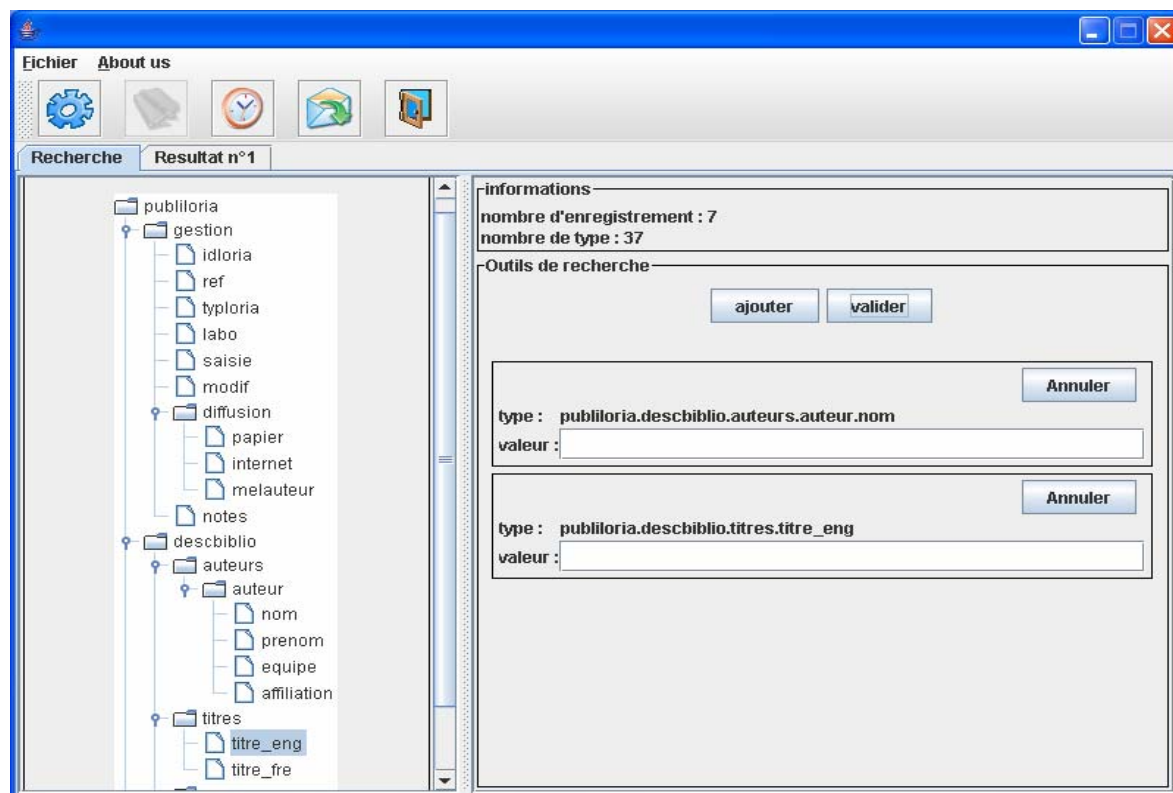 Fichier About us
Recherche Resultat n°1
publiloria
gestion
idloria
ref
typloria
labo
saisie
modif
diffusion
papier
internet
melauteur
notes
descbiblio
auteurs
auteur
nom
prenom
equipe
affiliation
titres
titre_eng
titre_fre
informations
nombre d'enregistrement : 7
nombre de type : 37
Outils de recherche
ajouter valider
Annuler
type : publiloria.descbiblio.auteurs.auteur.nom
valeur :
Annuler
type : publiloria.descbiblio.titres.titre_eng
valeur :